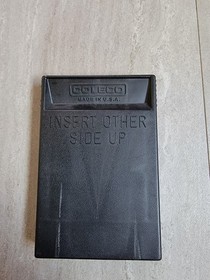 COLECO
MADE IN U.S.A.
INSERT OTHER
SIDE UP